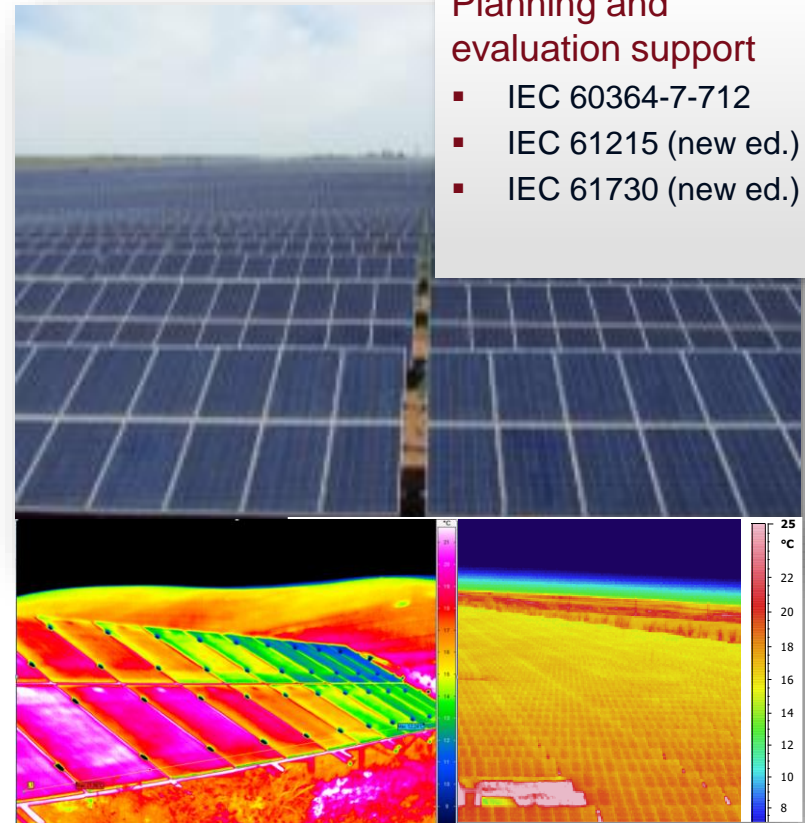 Planning and
evaluation support
▪ IEC 60364-7-712
▪ IEC 61215 (new ed.)
▪ IEC 61730 (new ed.)
°C
25
°C
22
20
18
16
14
12
10
8